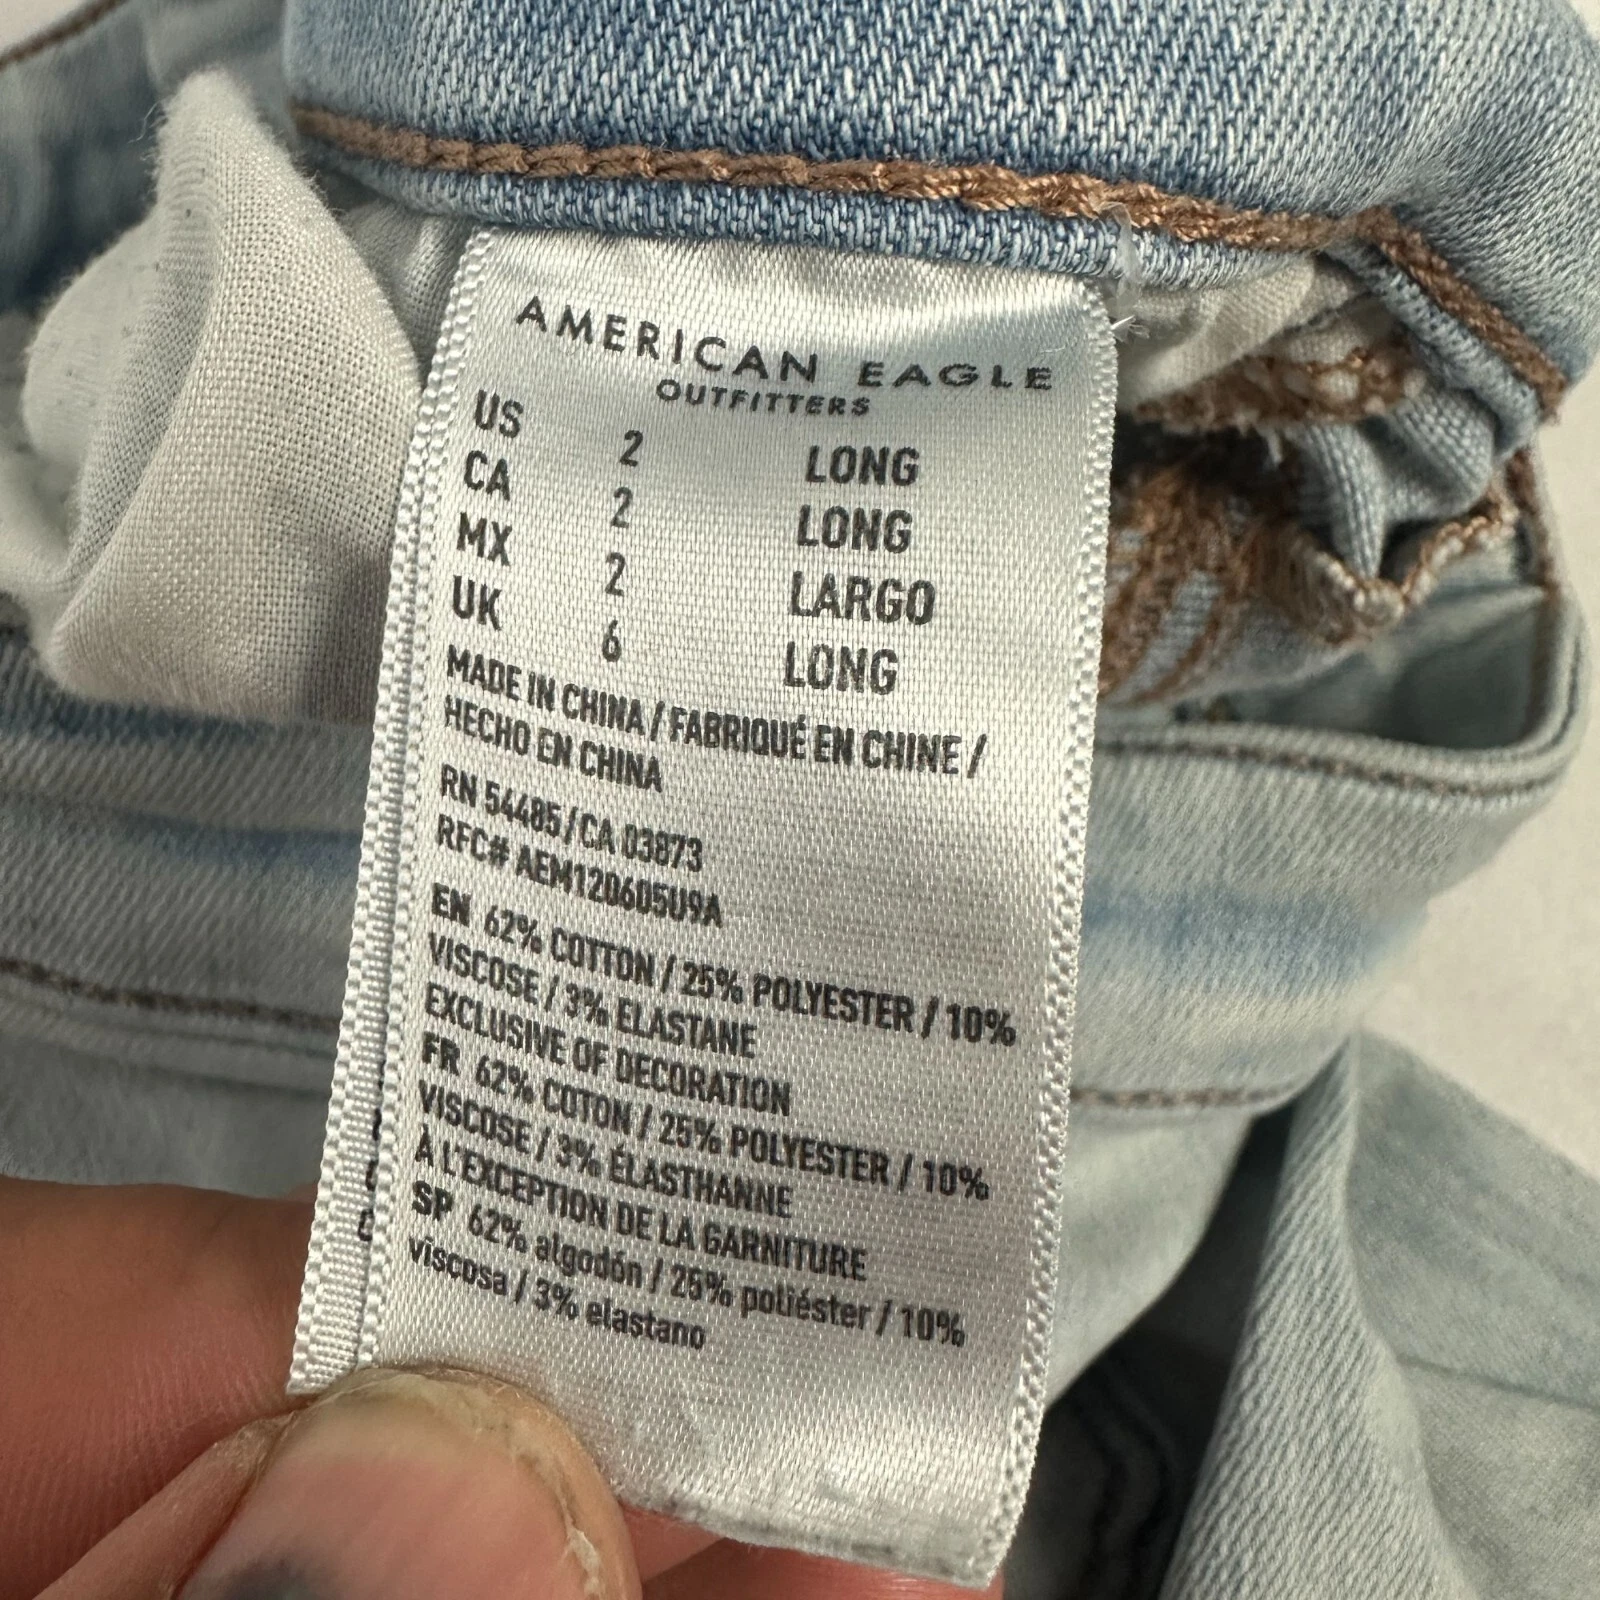 AMERICAN EAGLE
OUTFITTERS
US 2 LONG
CA 2 LONG
MX 2 LARGO
UK 6 LONG
MADE IN CHINA / FABRIQUÉ EN CHINE /
HECHO EN CHINA
RN 54485 / CA 03873
RFC# AEM120605U9A
EN 62% COTTON / 25% POLYESTER / 10%
VISCOSE / 3% ELASTANE
EXCLUSIVE OF DECORATION
FR 62% COTON / 25% POLYESTER / 10%
VISCOSE / 3% ÉLASTHANNE
À L'EXCEPTION DE LA GARNITURE
SP 62% algodón / 25% poliéster / 10%
viscosa / 3% elastano